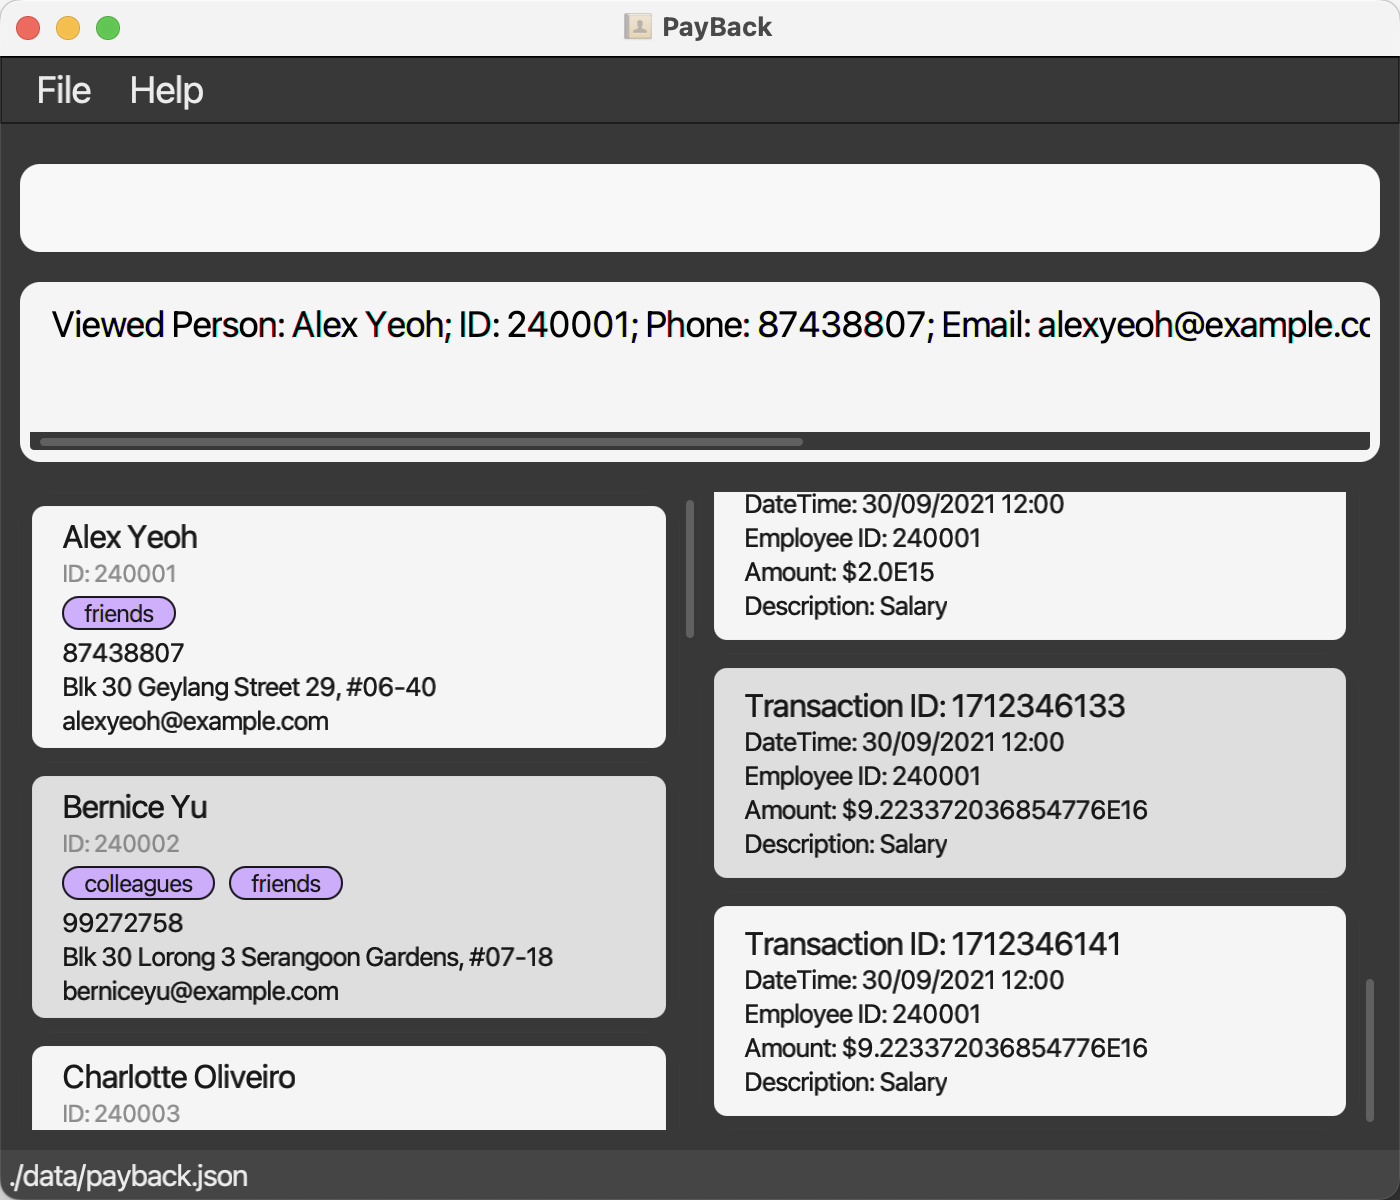 PayBack
File Help
Viewed Person: Alex Yeoh; ID: 240001; Phone: 87438807; Email: alexyeoh@example.co
Alex Yeoh
ID: 240001
friends
87438807
Blk 30 Geylang Street 29, #06-40
alexyeoh@example.com
Bernice Yu
ID: 240002
colleagues friends
99272758
Blk 30 Lorong 3 Serangoon Gardens, #07-18
berniceyu@example.com
Charlotte Oliveiro
ID: 240003
DateTime: 30/09/2021 12:00
Employee ID: 240001
Amount: $2.0E15
Description: Salary
Transaction ID: 1712346133
DateTime: 30/09/2021 12:00
Employee ID: 240001
Amount: $9.223372036854776E16
Description: Salary
Transaction ID: 1712346141
DateTime: 30/09/2021 12:00
Employee ID: 240001
Amount: $9.223372036854776E16
Description: Salary
./data/payback.json